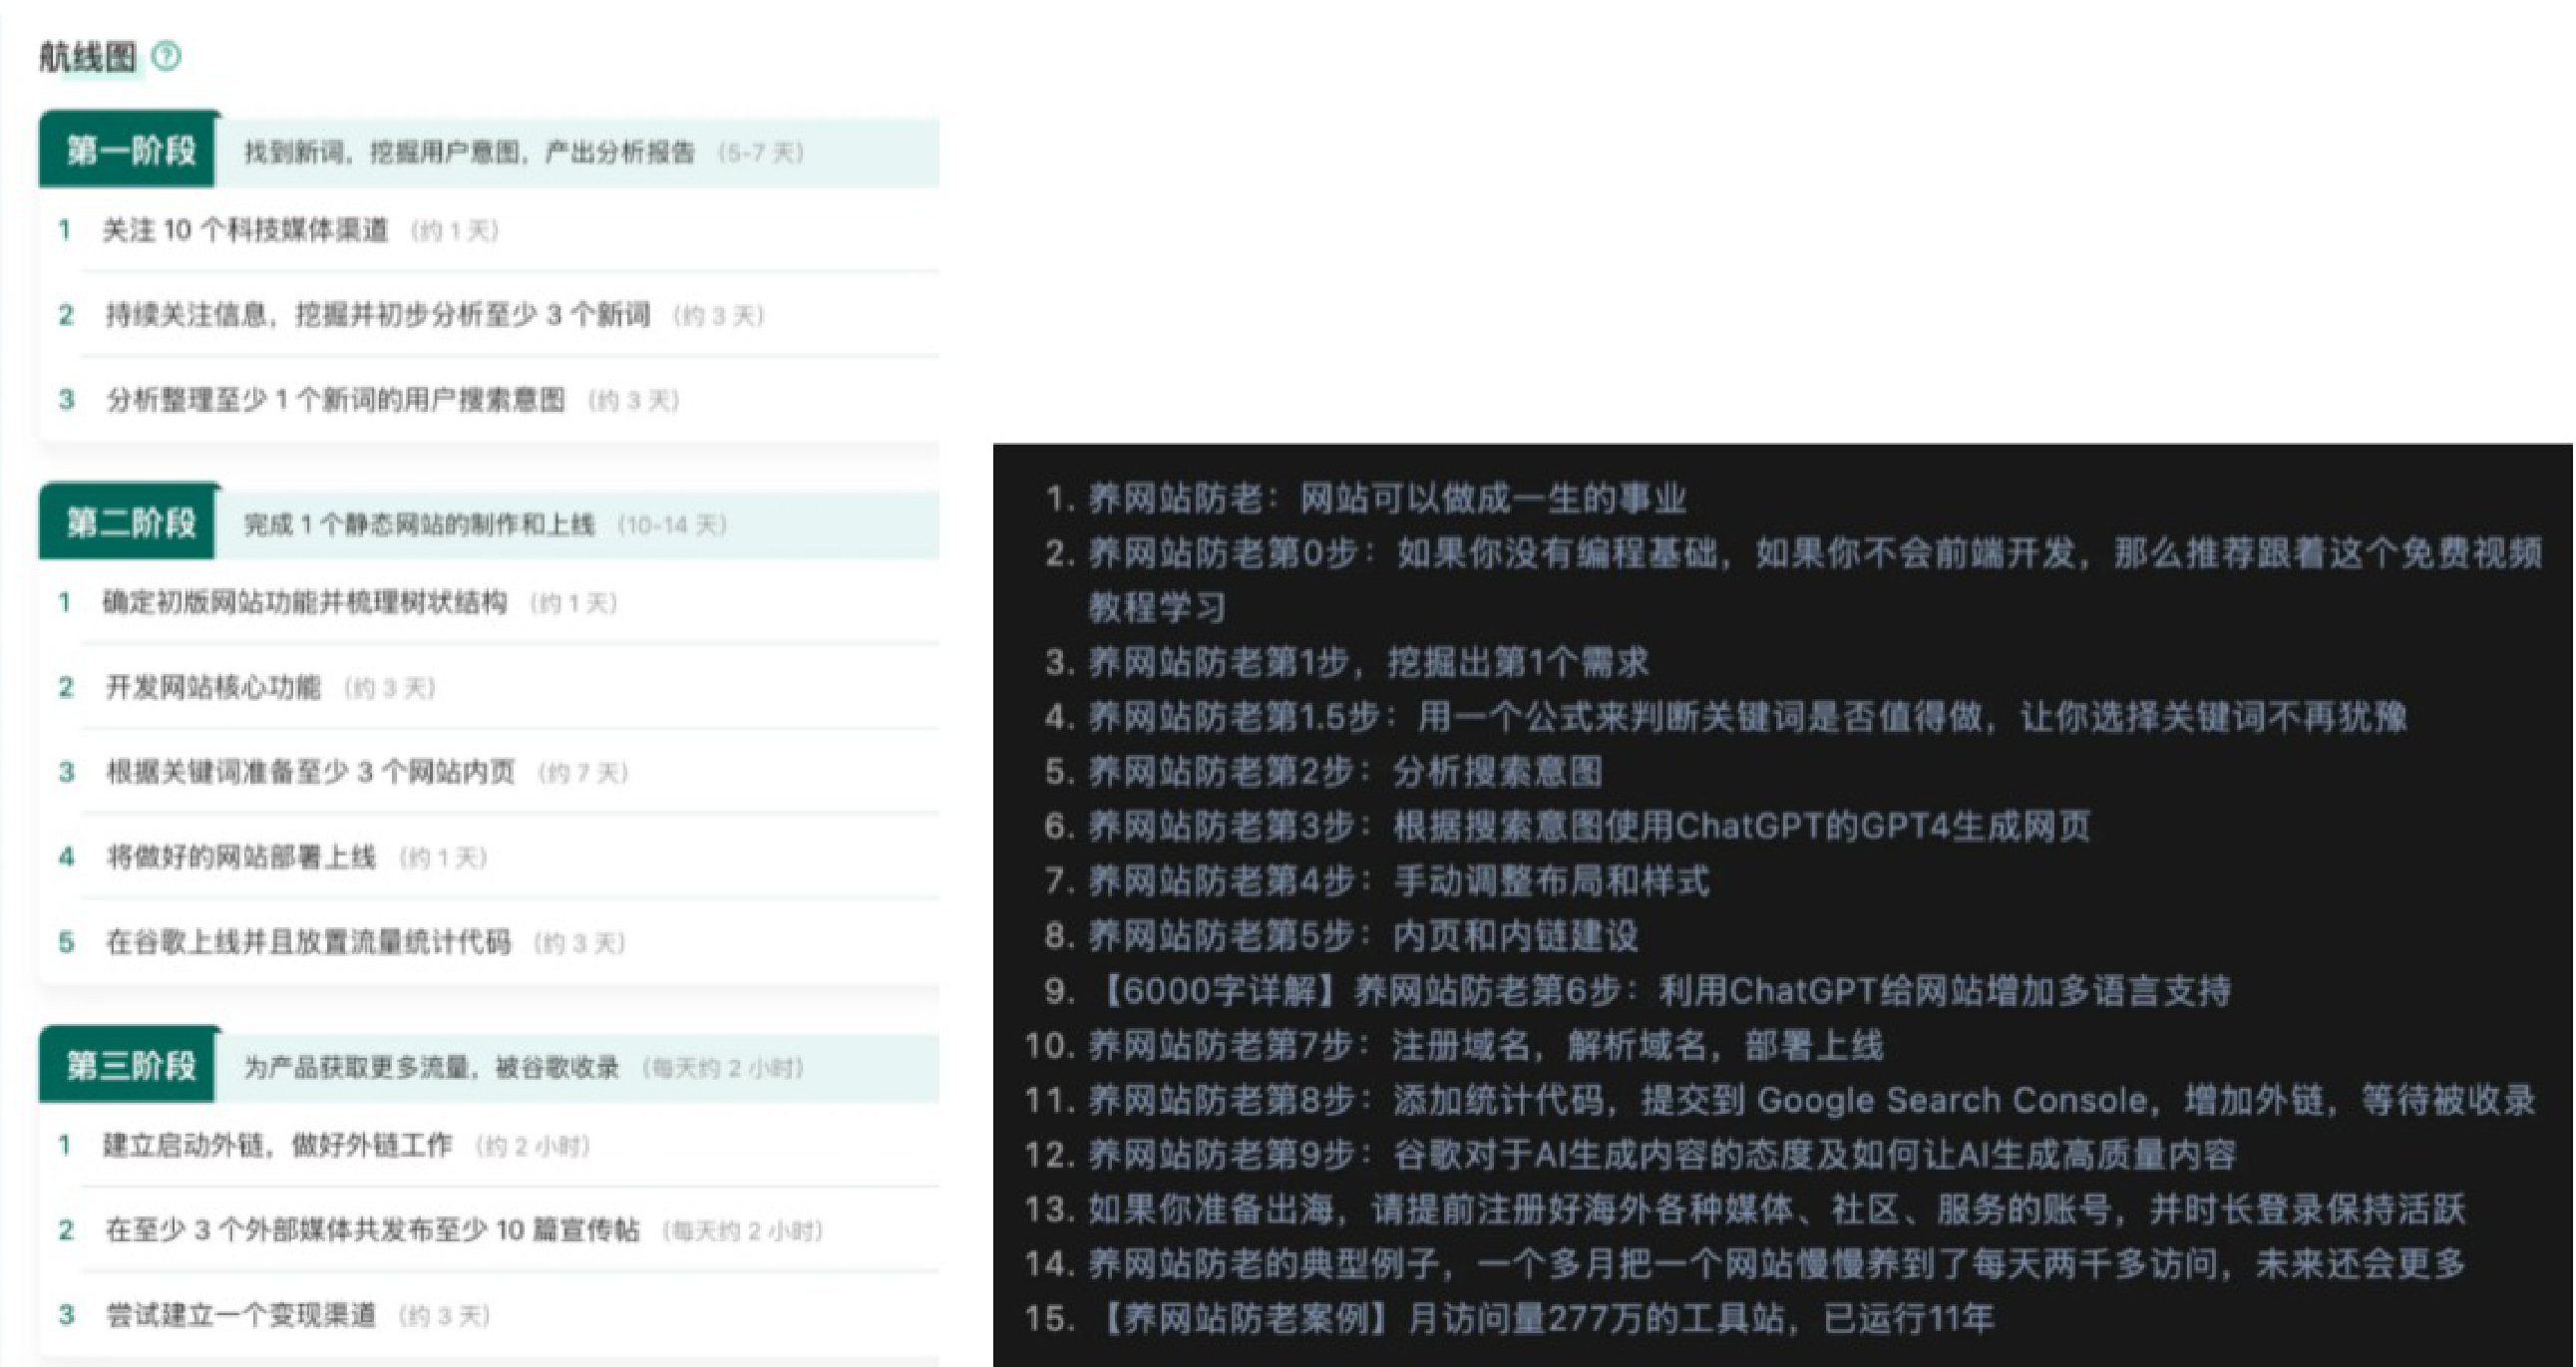 航线图 ?
第一阶段 找到新词，挖掘用户意图，产出分析报告 （5-7 天）
1 关注 10 个科技媒体渠道 （约 1 天）
2 持续关注信息，挖掘并初步分析至少 3 个新词 （约 3 天）
3 分析整理至少 1 个新词的用户搜索意图 （约 3 天）
第二阶段 完成 1 个静态网站的制作和上线 （10-14 天）
1 确定初版网站功能并梳理树状结构 （约 1 天）
2 开发网站核心功能 （约 3 天）
3 根据关键词准备至少 3 个网站内页 （约 7 天）
4 将做好的网站部署上线 （约 1 天）
5 在谷歌上线并且放置流量统计代码 （约 3 天）
第三阶段 为产品获取更多流量，被谷歌收录 （每天约 2 小时）
1 建立启动外链，做好外链工作 （约 2 小时）
2 在至少 3 个外部媒体共发布至少 10 篇宣传帖 （每天约 2 小时）
3 尝试建立一个变现渠道 （约 3 天）
1. 养网站防老：网站可以做成一生的事业
2. 养网站防老第0步：如果你没有编程基础，如果你不会前端开发，那么推荐跟着这个免费视频
教程学习
3. 养网站防老第1步，挖掘出第1个需求
4. 养网站防老第1.5步：用一个公式来判断关键词是否值得做，让你选择关键词不再犹豫
5. 养网站防老第2步：分析搜索意图
6. 养网站防老第3步：根据搜索意图使用ChatGPT的GPT4生成网页
7. 养网站防老第4步：手动调整布局和样式
8. 养网站防老第5步：内页和内链建设
9. 【6000字详解】养网站防老第6步：利用ChatGPT给网站增加多语言支持
10. 养网站防老第7步：注册域名，解析域名，部署上线
11. 养网站防老第8步：添加统计代码，提交到 Google Search Console，增加外链，等待被收录
12. 养网站防老第9步：谷歌对于AI生成内容的态度及如何让AI生成高质量内容
13. 如果你准备出海，请提前注册好海外各种媒体、社区、服务的账号，并时长登录保持活跃
14. 养网站防老的典型例子，一个多月把一个网站慢慢养到了每天两千多访问，未来还会更多
15. 【养网站防老案例】月访问量277万的工具站，已运行11年